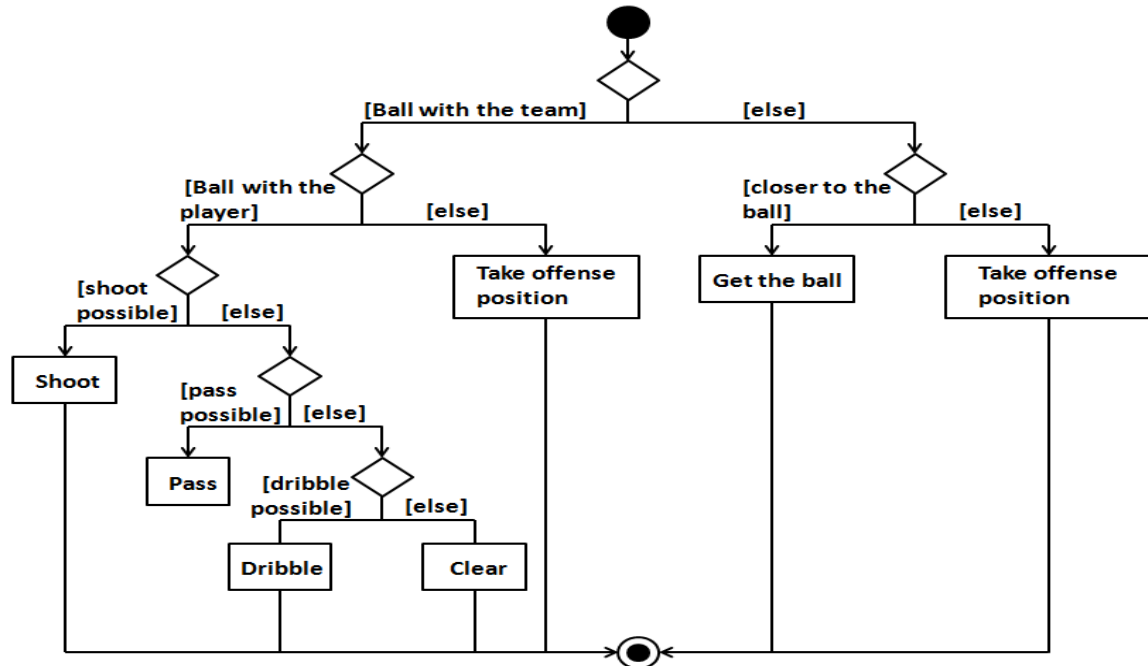 [Ball with the team]
[else]
[Ball with the
player]
[else]
[closer to the
ball]
[else]
[shoot
possible]
[else]
Take offense
position
Get the ball
Take offense
position
Shoot
[pass
possible]
[else]
Pass
[dribble
possible]
[else]
Dribble
Clear